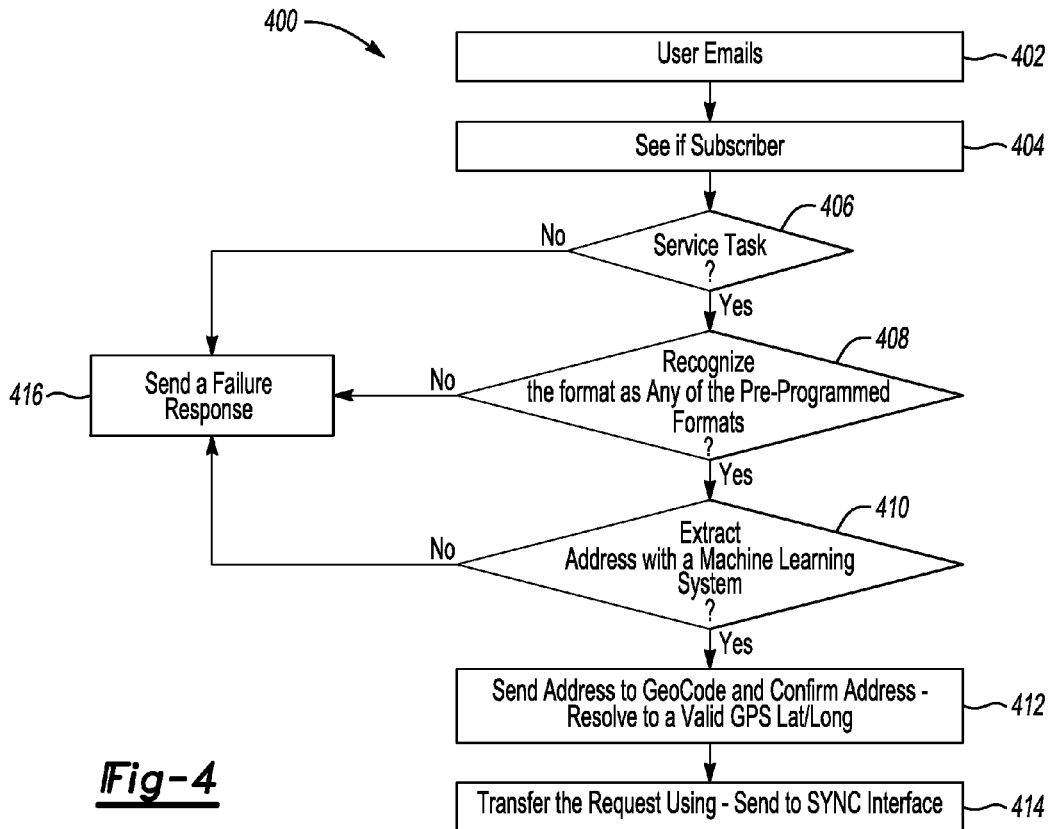 400
User Emails
402
See if Subscriber
404
406
No
Service Task
?
Yes
408
Recognize
the format as Any of the Pre-Programmed
Formats
?
No
Send a Failure
Response
416
Yes
410
Extract
Address with a Machine Learning
System
?
No
Yes
Send Address to GeoCode and Confirm Address -
Resolve to a Valid GPS Lat/Long
412
Fig-4
Transfer the Request Using - Send to SYNC Interface
414